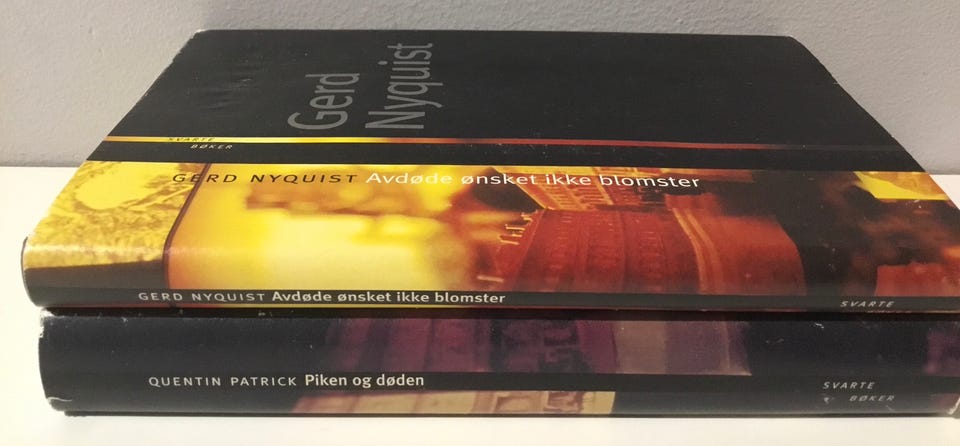 Gerd
Nyquist
SVARTE
BØKER
GERD NYQUIST Avdøde ønsket ikke blomster
GERD NYQUIST Avdøde ønsket ikke blomster
SVARTE
BØKER
QUENTIN PATRICK Piken og døden
SVARTE
BØKER